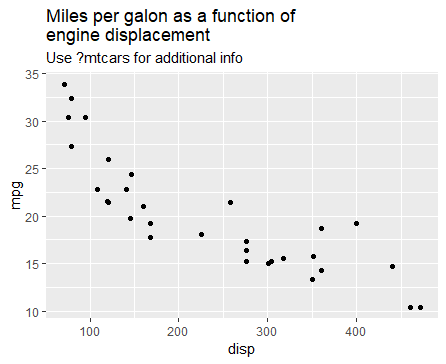 Miles per galon as a function of
engine displacement
Use ?mtcars for additional info
35
30
25
20
15
10
mpg
100
200
300
400
disp